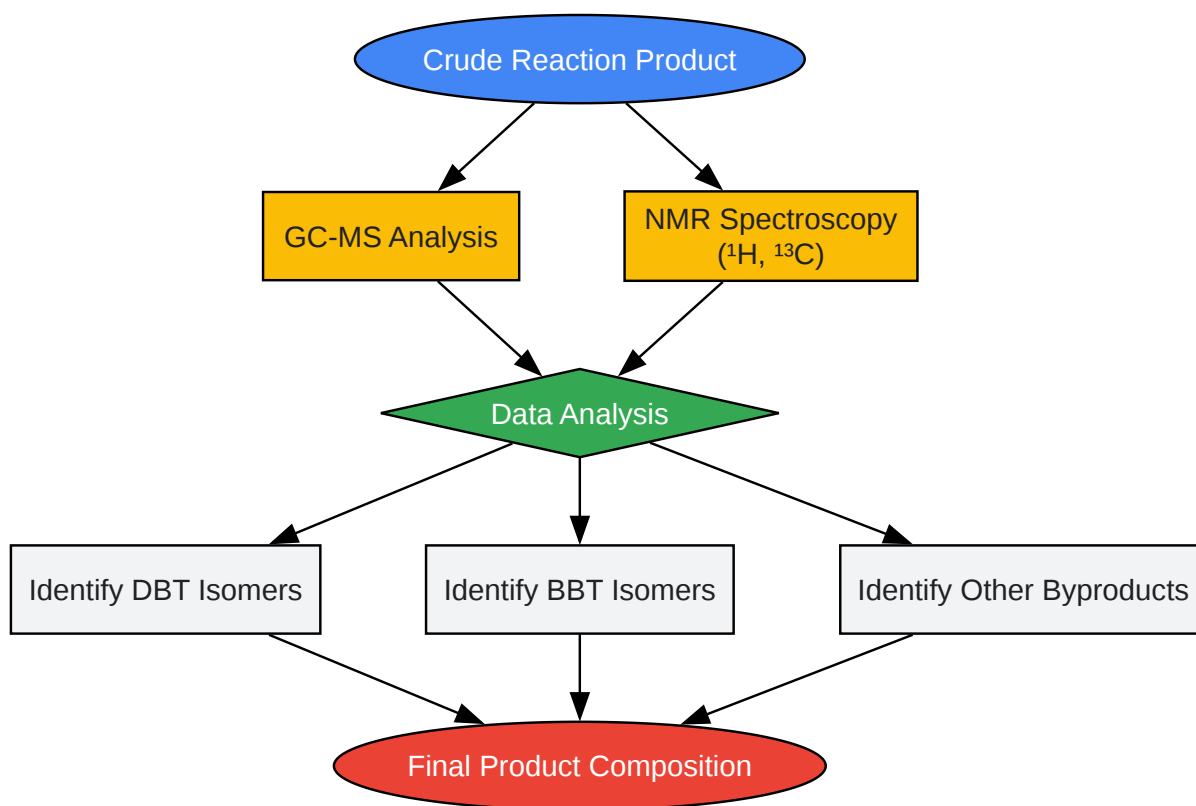 Crude Reaction Product
GC-MS Analysis
NMR Spectroscopy
(¹H, ¹³C)
Data Analysis
Identify DBT Isomers
Identify BBT Isomers
Identify Other Byproducts
Final Product Composition